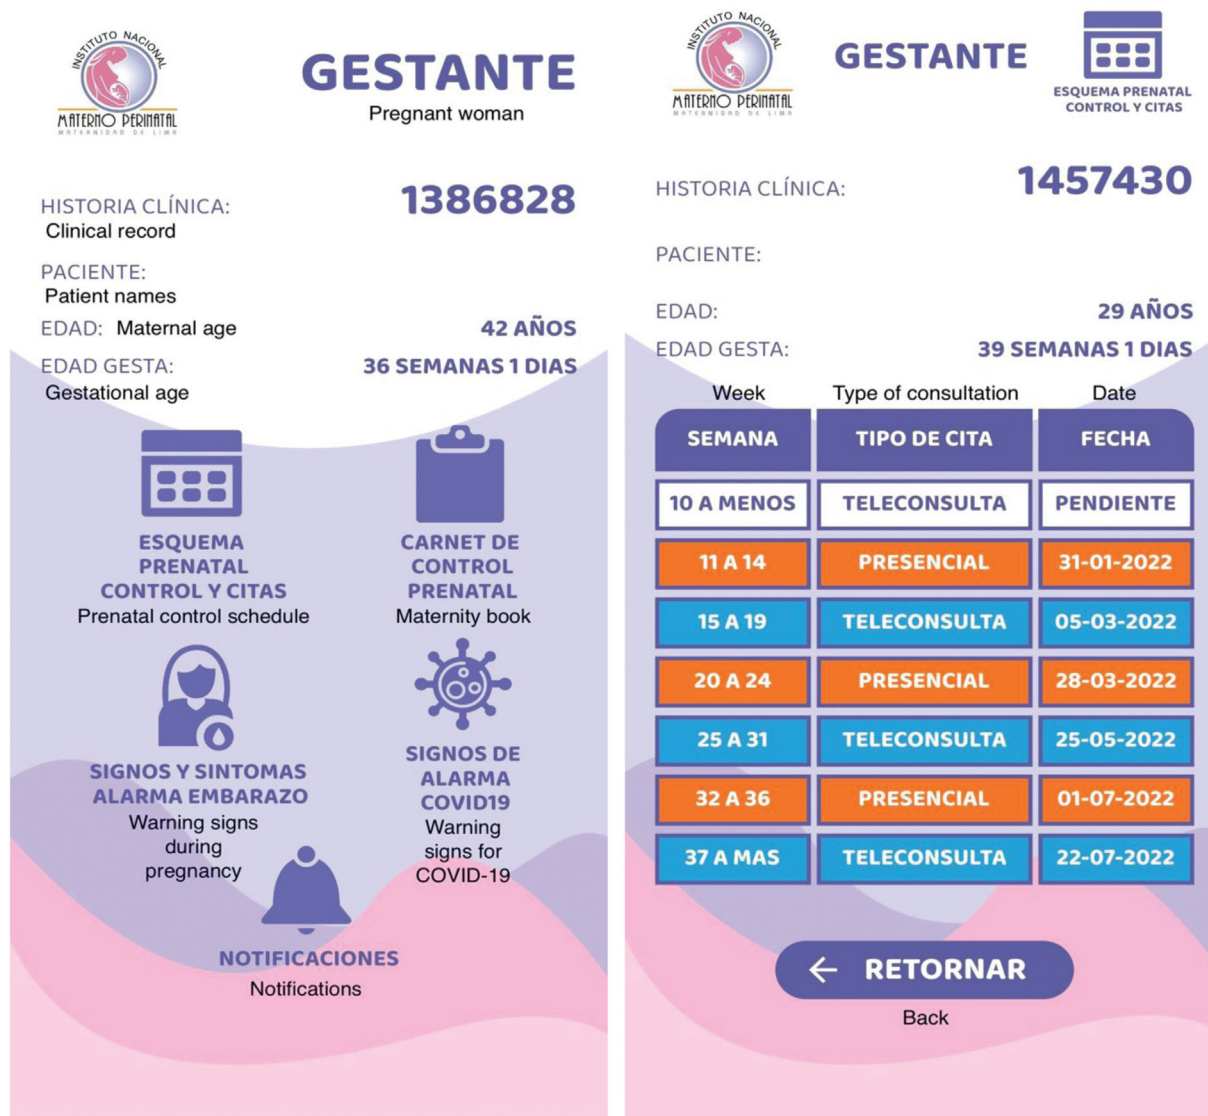 INSTITUTO NACIONAL
MATERNO PERINATAL
MATERNIDAD DE LIMA
GESTANTE
Pregnant woman
HISTORIA CLÍNICA:
1386828
Clinical record
PACIENTE:
Patient names
EDAD:
Maternal age
42 AÑOS
EDAD GESTA:
36 SEMANAS 1 DIAS
Gestational age
ESQUEMA
PRENATAL
CONTROL Y CITAS
Prenatal control schedule
CARNET DE
CONTROL
PRENATAL
Maternity book
SIGNOS Y SINTOMAS
ALARMA EMBARAZO
Warning signs
during
pregnancy
SIGNOS DE
ALARMA
COVID19
Warning
signs for
COVID-19
NOTIFICACIONES
Notifications
INSTITUTO NACIONAL
MATERNO PERINATAL
MATERNIDAD DE LIMA
GESTANTE
ESQUEMA PRENATAL
CONTROL Y CITAS
HISTORIA CLÍNICA:
1457430
PACIENTE:
EDAD:
29 AÑOS
EDAD GESTA:
39 SEMANAS 1 DIAS
Week Type of consultation Date
SEMANA TIPO DE CITA FECHA
10 A MENOS TELECONSULTA PENDIENTE
11 A 14 PRESENCIAL 31-01-2022
15 A 19 TELECONSULTA 05-03-2022
20 A 24 PRESENCIAL 28-03-2022
25 A 31 TELECONSULTA 25-05-2022
32 A 36 PRESENCIAL 01-07-2022
37 A MAS TELECONSULTA 22-07-2022
← RETORNAR
Back